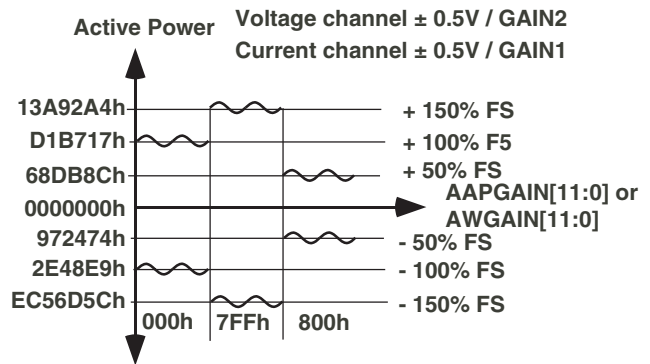 Active Power
Voltage channel ± 0.5V / GAIN2
Current channel ± 0.5V / GAIN1
13A92A4h
+ 150% FS
D1B717h
+ 100% F5
68DB8Ch
+ 50% FS
0000000h
AAPGAIN[11:0] or
AWGAIN[11:0]
972474h
- 50% FS
2E48E9h
- 100% FS
EC56D5Ch
- 150% FS
000h
7FFh
800h